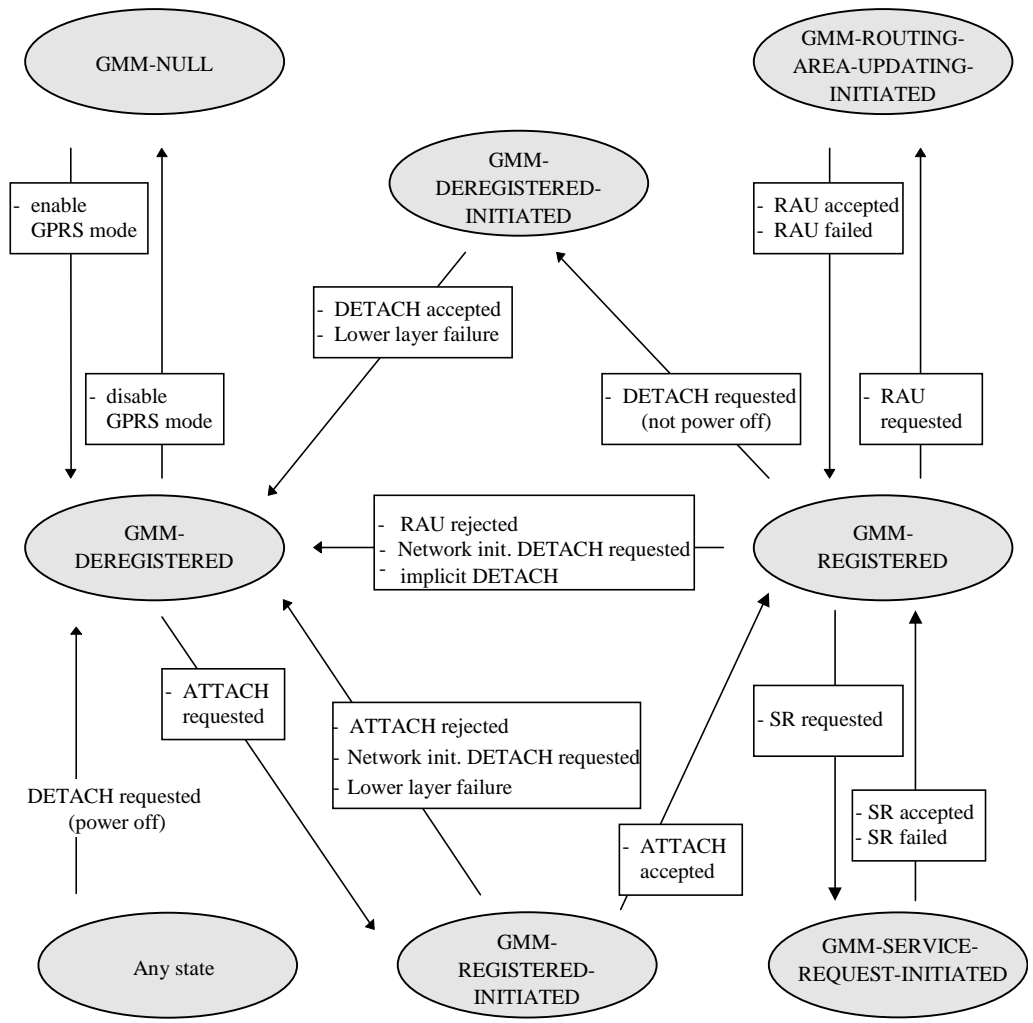 GMM-NULL
GMM-ROUTING-
AREA-UPDATING-
INITIATED
GMM-
DEREGISTERED-
INITIATED
- enable
GPRS mode
- RAU accepted
- RAU failed
- DETACH accepted
- Lower layer failure
- disable
GPRS mode
- DETACH requested
(not power off)
- RAU
requested
GMM-
DEREGISTERED
- RAU rejected
- Network init. DETACH requested
- implicit DETACH
GMM-
REGISTERED
- ATTACH
requested
- ATTACH rejected
- Network init. DETACH requested
- Lower layer failure
- SR requested
DETACH requested
(power off)
- ATTACH
accepted
- SR accepted
- SR failed
Any state
GMM-
REGISTERED-
INITIATED
GMM-SERVICE-
REQUEST-INITIATED